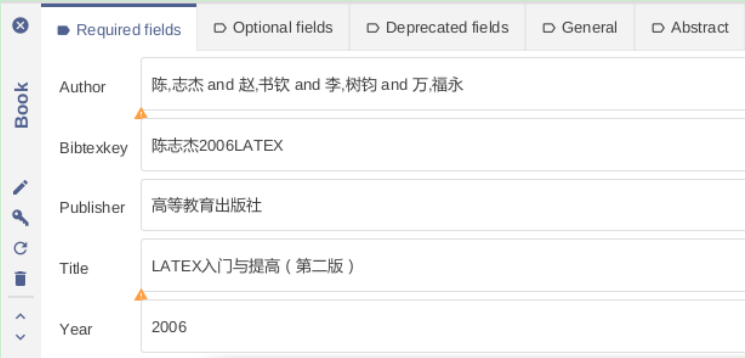 Required fields Optional fields Deprecated fields General Abstract
Book
Author 陈,志杰 and 赵,书钦 and 李,树钧 and 万,福永
Bibtexkey 陈志杰2006LATEX
Publisher 高等教育出版社
Title LATEX入门与提高（第二版）
Year 2006